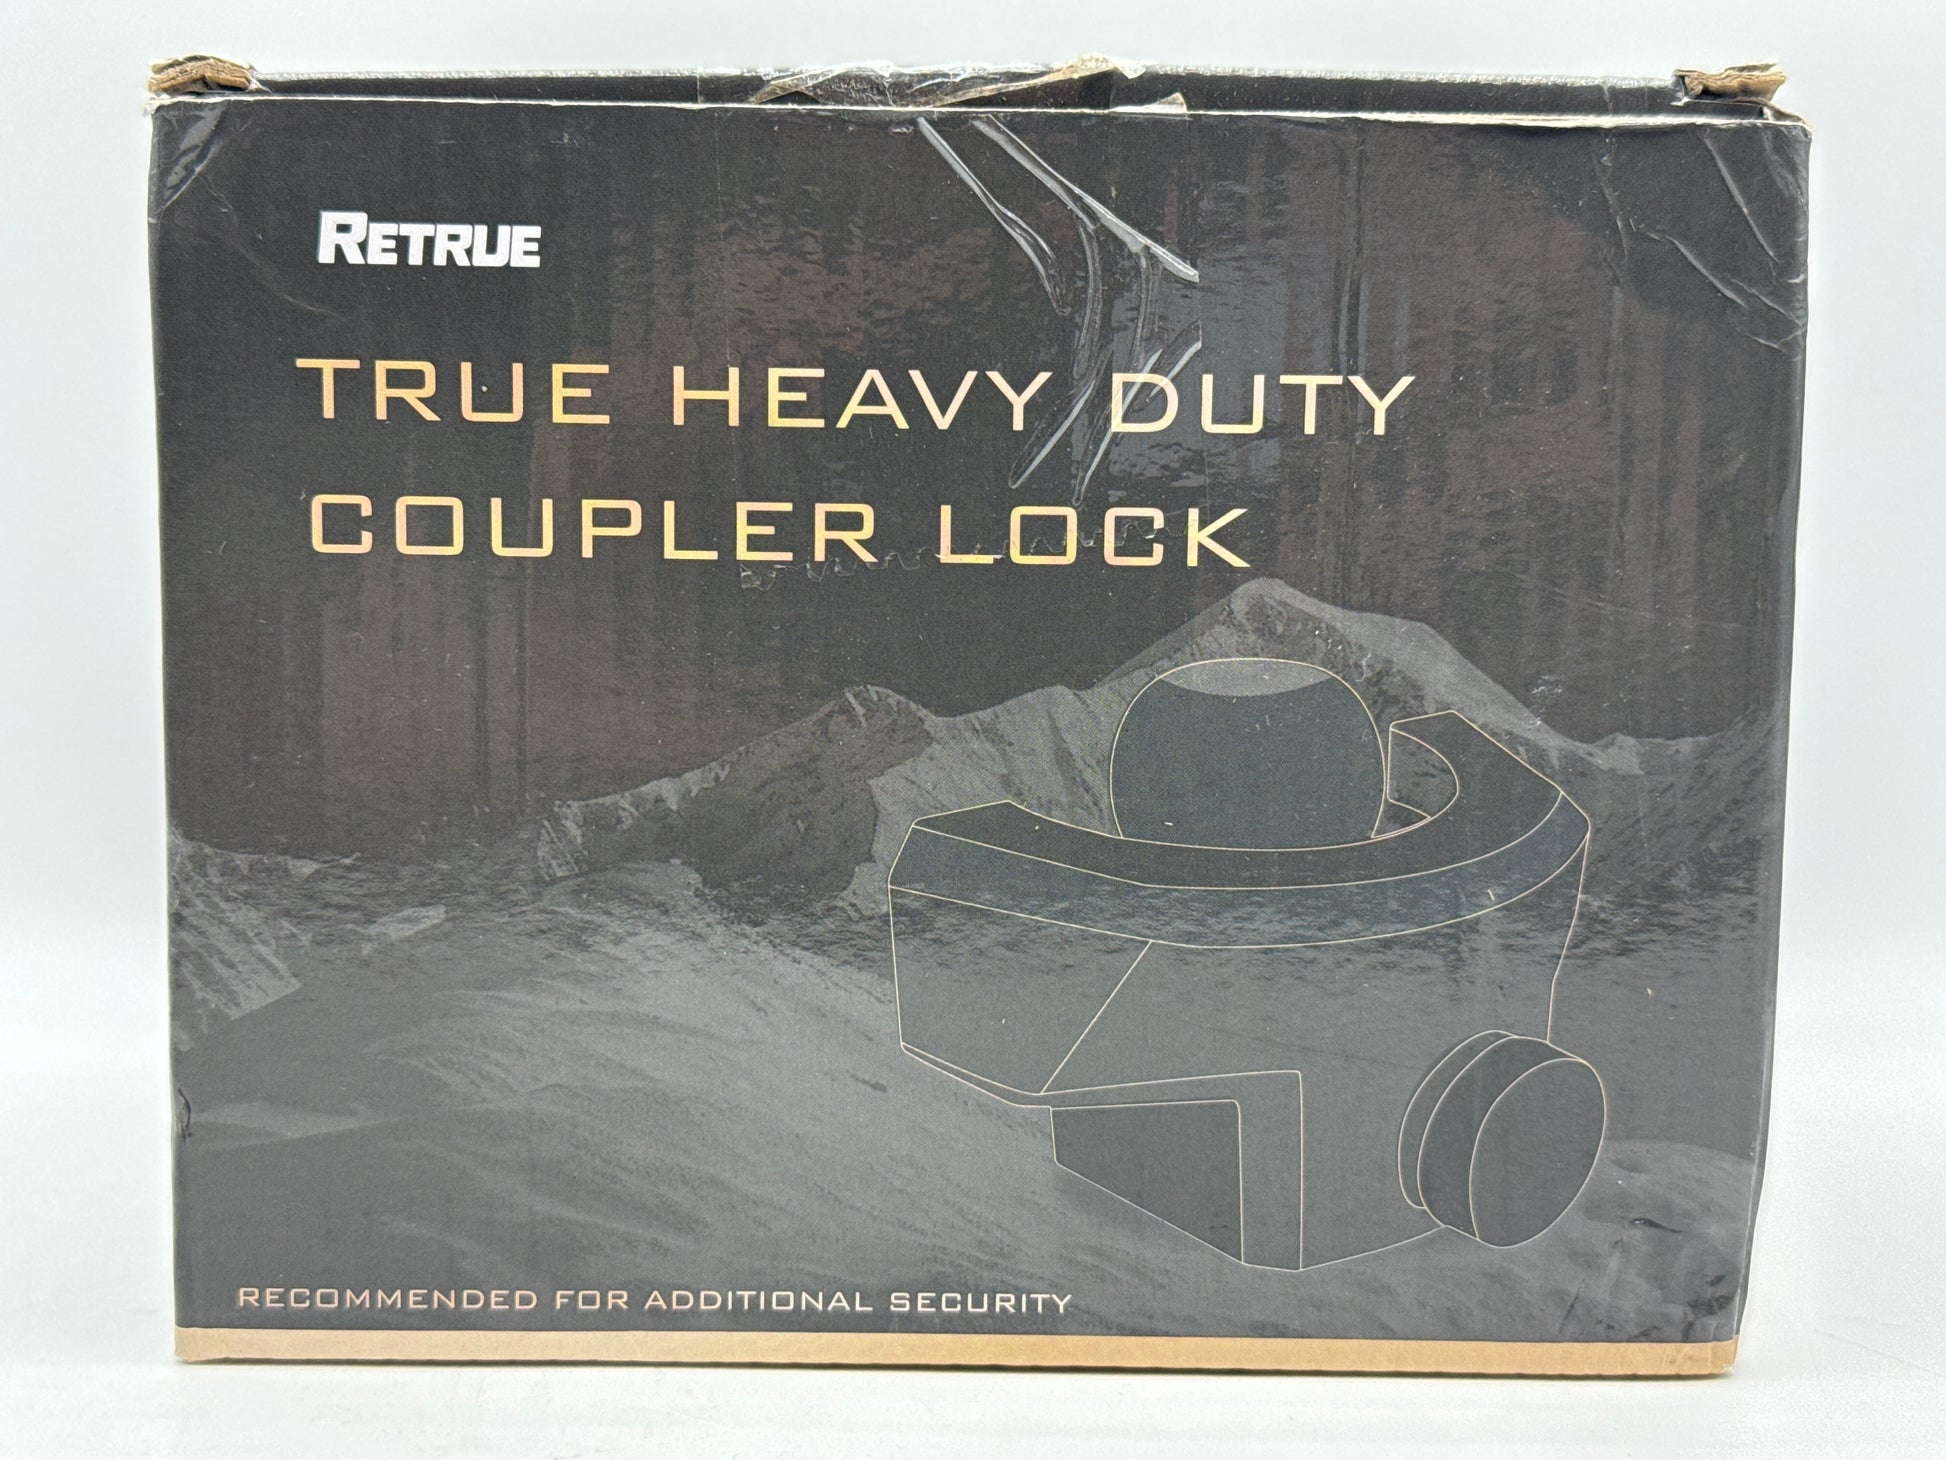 RETRUE
TRUE HEAVY DUTY
COUPLER LOCK
RECOMMENDED FOR ADDITIONAL SECURITY